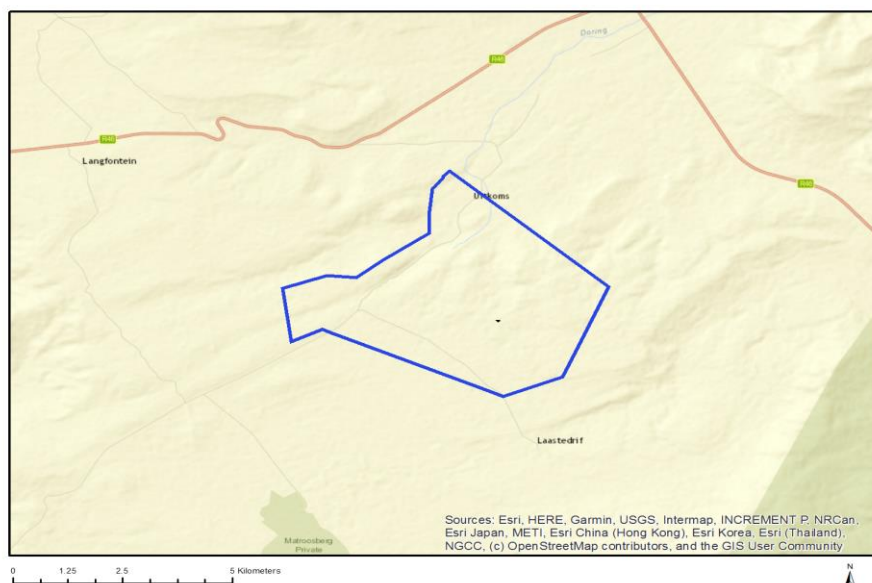 Doring
R46
R46
Langfontein
R46
Uitkoms
Laastedrif
Matroosberg
Private
Sources: Esri, HERE, Garmin, USGS, Intermap, INCREMENT P, NRCan,
Esri Japan, METI, Esri China (Hong Kong), Esri Korea, Esri (Thailand),
NGCC, (c) OpenStreetMap contributors, and the GIS User Community
0 1.25 2.5 5 Kilometers
N